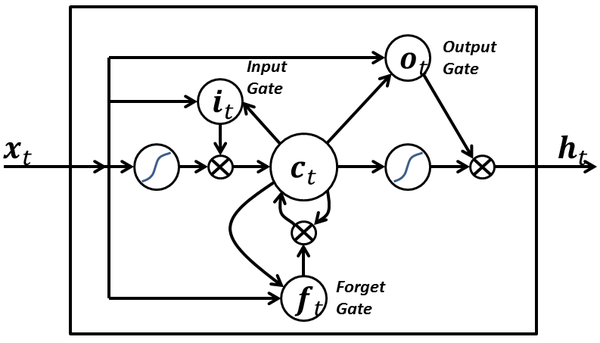 Output
Gate
o_t
Input
Gate
i_t
x_t
c_t
h_t
f_t
Forget
Gate